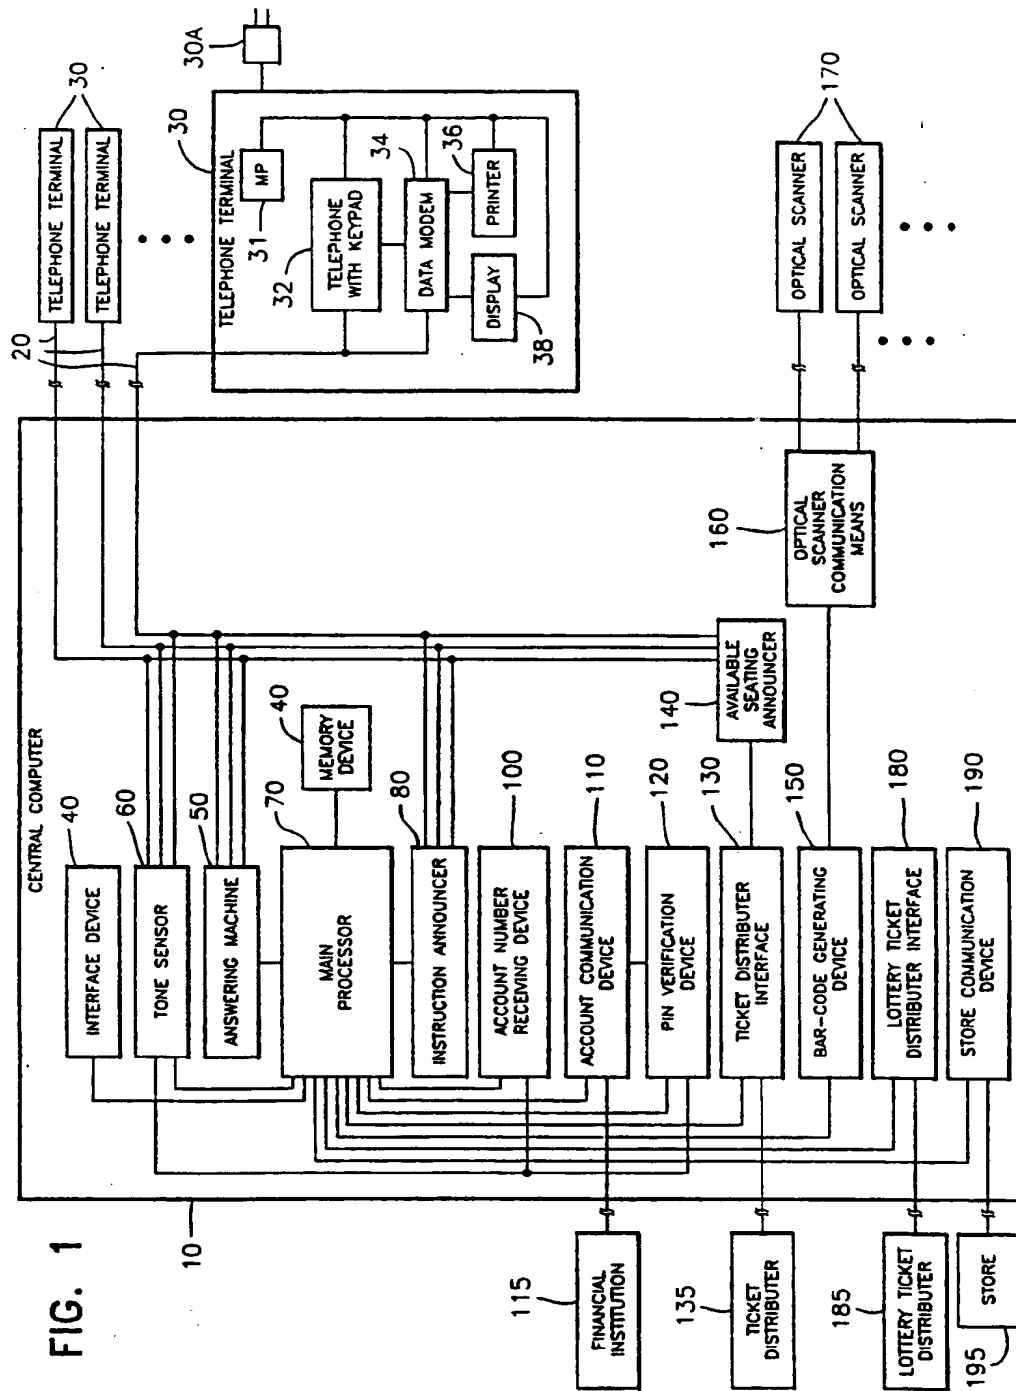 FIG. 1
10
CENTRAL COMPUTER
40
INTERFACE DEVICE
60
TONE SENSOR
50
ANSWERING MACHINE
70
MAIN
PROCESSOR
40
MEMORY
DEVICE
80
INSTRUCTION ANNOUNCER
100
ACCOUNT NUMBER
RECEIVING DEVICE
110
ACCOUNT COMMUNICATION
DEVICE
120
PIN VERIFICATION
DEVICE
130
TICKET DISTRIBUTER
INTERFACE
140
AVAILABLE
SEATING
ANNOUNCER
150
BAR-CODE GENERATING
DEVICE
160
OPTICAL
SCANNER
COMMUNICATION
MEANS
180
LOTTERY TICKET
DISTRIBUTER INTERFACE
190
STORE COMMUNICATION
DEVICE
115
FINANCIAL
INSTITUTION
135
TICKET
DISTRIBUTER
185
LOTTERY TICKET
DISTRIBUTER
STORE
195
20
TELEPHONE TERMINAL
TELEPHONE TERMINAL
30
30
30A
TELEPHONE TERMINAL
MP
31
32
TELEPHONE
WITH KEYPAD
34
DATA MODEM
36
PRINTER
DISPLAY
38
OPTICAL SCANNER
OPTICAL SCANNER
170